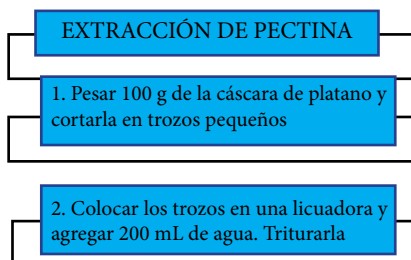 EXTRACCIÓN DE PECTINA
1. Pesar 100 g de la cáscara de platano y
cortarla en trozos pequeños
2. Colocar los trozos en una licuadora y
agregar 200 mL de agua. Triturarla